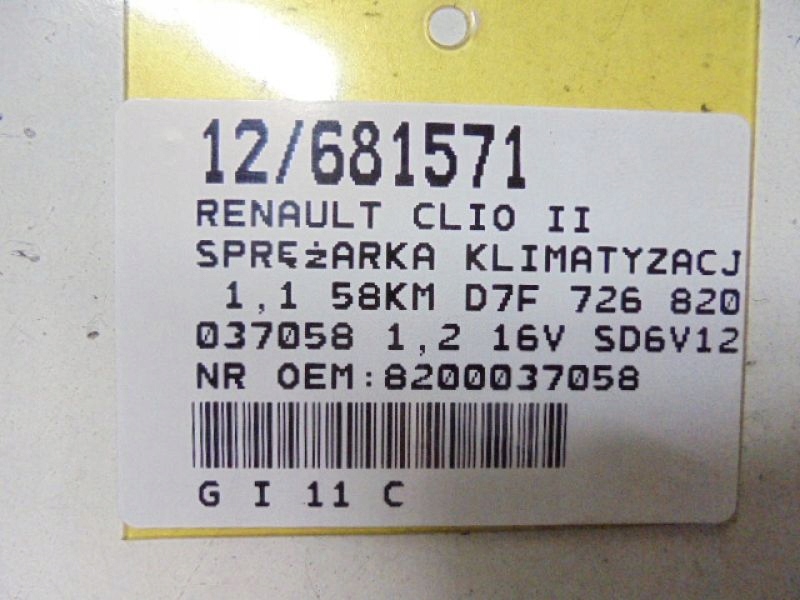 12/681571
RENAULT CLIO II
SPRĘŻARKA KLIMATYZACJ
1,1 58KM D7F 726 820
037058 1,2 16V SD6V12
NR OEM:8200037058
G I 11 C